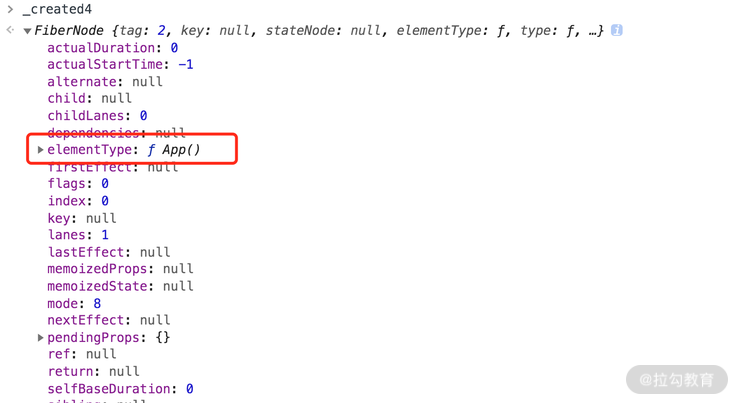 _created4
FiberNode {tag: 2, key: null, stateNode: null, elementType: ƒ, type: ƒ, …} i
actualDuration: 0
actualStartTime: -1
alternate: null
child: null
childLanes: 0
dependencies: null
elementType: ƒ App()
firstEffect: null
flags: 0
index: 0
key: null
lanes: 1
lastEffect: null
memoizedProps: null
memoizedState: null
mode: 8
nextEffect: null
pendingProps: {}
ref: null
return: null
selfBaseDuration: 0
sibling: null
@拉勾教育